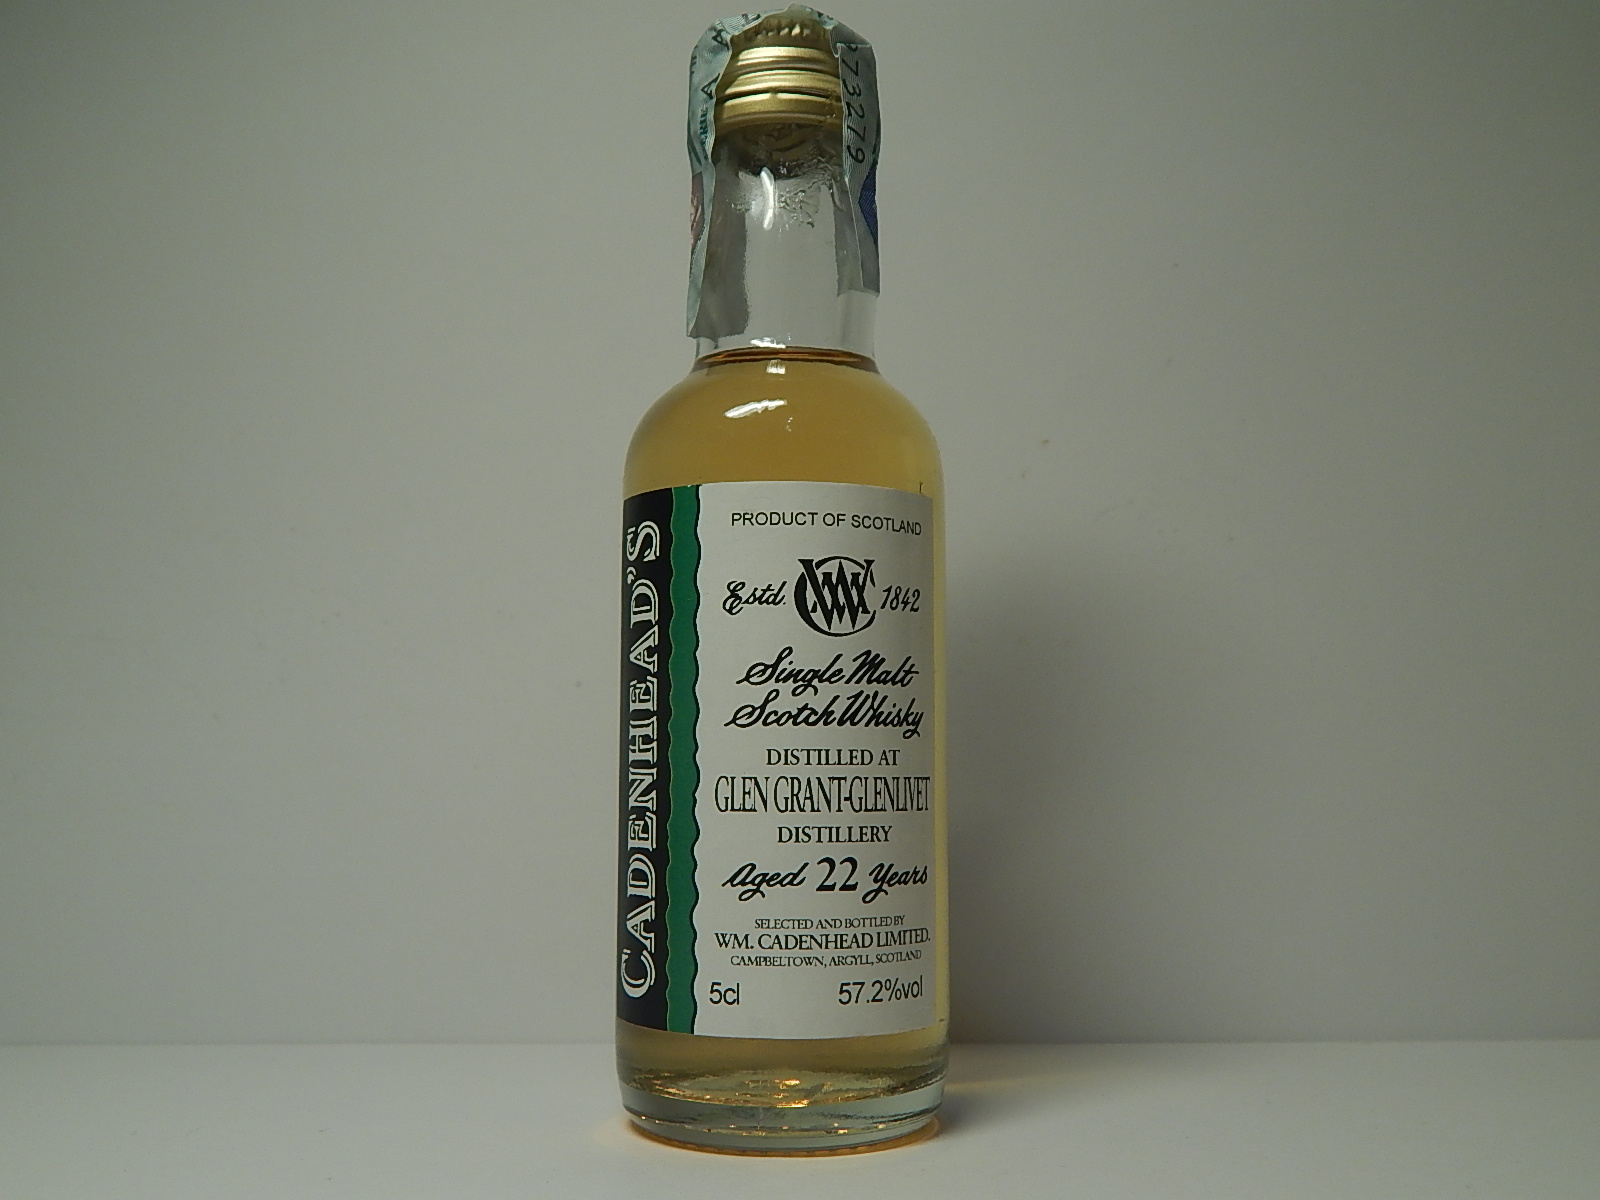 73279
CADENHEAD'S
PRODUCT OF SCOTLAND
Estd. WC 1842
Single Malt
Scotch Whisky
DISTILLED AT
GLEN GRANT-GLENLIVET
DISTILLERY
Aged 22 Years
SELECTED AND BOTTLED BY
WM. CADENHEAD LIMITED.
CAMPBELTOWN, ARGYLL, SCOTLAND
5cl 57.2%vol